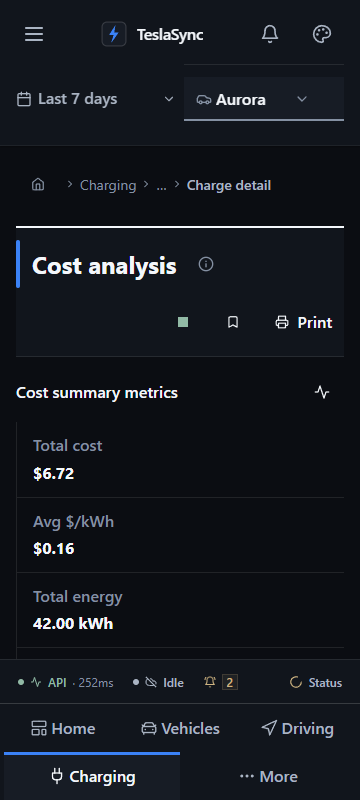 TeslaSync
Last 7 days
Aurora
Charging > ... > Charge detail
Cost analysis
Print
Cost summary metrics
Total cost
$6.72
Avg $/kWh
$0.16
Total energy
42.00 kWh
API · 252ms Idle 2 Status
Home Vehicles Driving
Charging ··· More